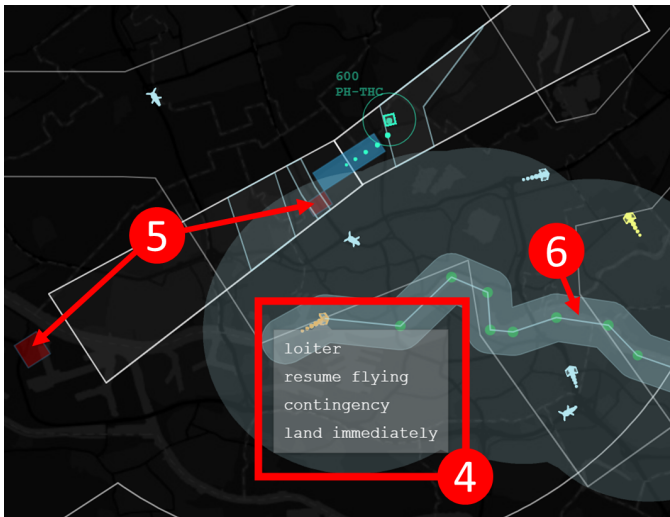 600
PH-THC
5
6
loiter
resume flying
contingency
land immediately
4